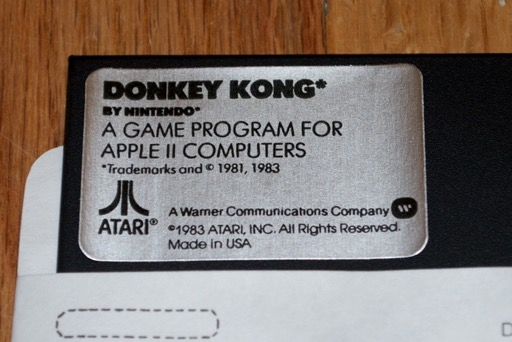 DONKEY KONG*
BY NINTENDO*
A GAME PROGRAM FOR
APPLE II COMPUTERS
*Trademarks and © 1981, 1983
A Warner Communications Company
ATARI®
©1983 ATARI, INC. All Rights Reserved.
Made in USA
D